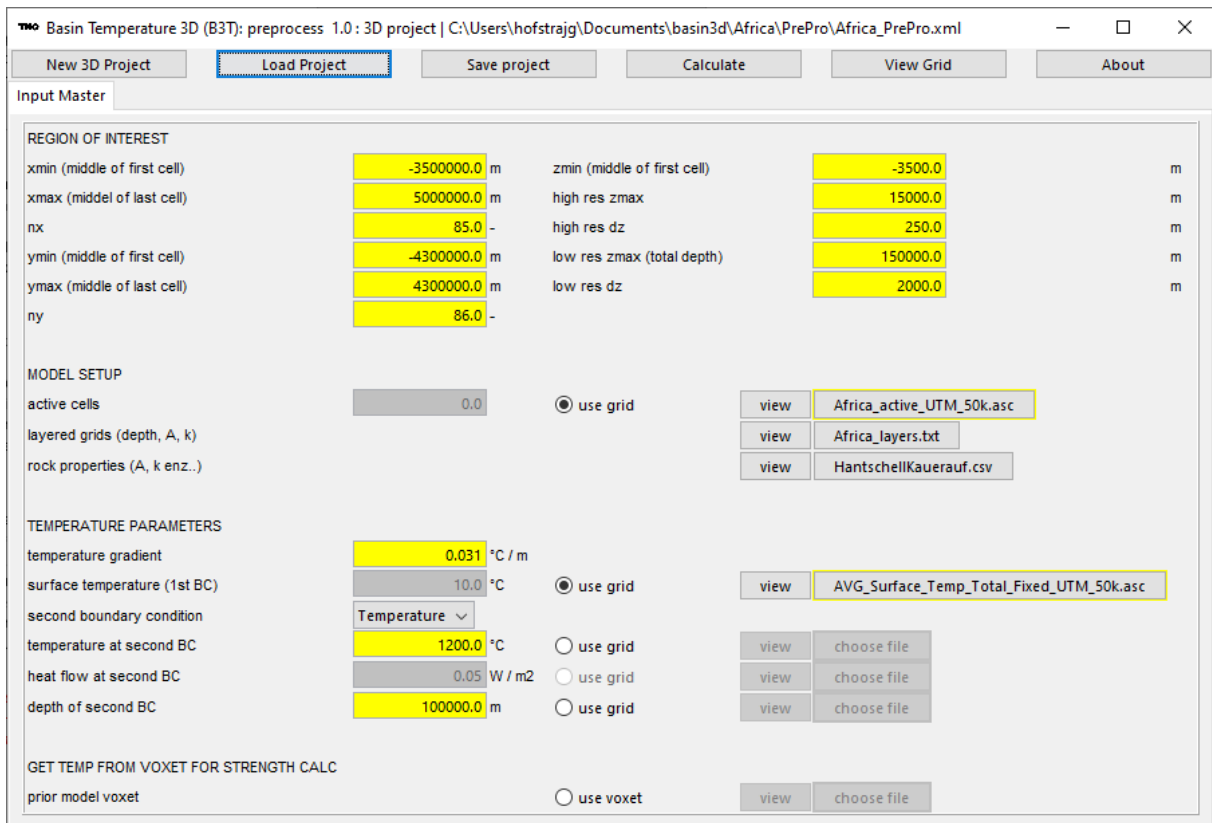 TNO Basin Temperature 3D (B3T): preprocess 1.0 : 3D project | C:\Users\hofstrajg\Documents\basin3d\Africa\PrePro\Africa_PrePro.xml
New 3D Project Load Project Save project Calculate View Grid About
Input Master
REGION OF INTEREST
xmin (middle of first cell) -3500000.0 m zmin (middle of first cell) -3500.0 m
xmax (middel of last cell) 5000000.0 m high res zmax 15000.0 m
nx 85.0 - high res dz 250.0 m
ymin (middle of first cell) -4300000.0 m low res zmax (total depth) 150000.0 m
ymax (middle of last cell) 4300000.0 m low res dz 2000.0 m
ny 86.0 -
MODEL SETUP
active cells 0.0 use grid view Africa_active_UTM_50k.asc
layered grids (depth, A, k) view Africa_layers.txt
rock properties (A, k enz..) view HantschellKauerauf.csv
TEMPERATURE PARAMETERS
temperature gradient 0.031 °C / m
surface temperature (1st BC) 10.0 °C use grid view AVG_Surface_Temp_Total_Fixed_UTM_50k.asc
second boundary condition Temperature
temperature at second BC 1200.0 °C use grid view choose file
heat flow at second BC 0.05 W / m2 use grid view choose file
depth of second BC 100000.0 m use grid view choose file
GET TEMP FROM VOXET FOR STRENGTH CALC
prior model voxet use voxet view choose file